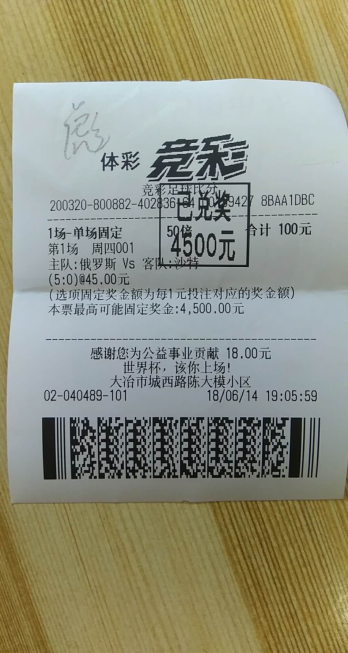 体彩 竞彩
竞彩足球比分
200320-800882-402836 8BAA1DBC
已兑奖
4500元
1场-单场固定 50倍 合计 100元
第1场 周四001
主队:俄罗斯 Vs 客队:沙特
(5:0)@45.00元
(选项固定奖金额为每1元投注对应的奖金额)
本票最高可能固定奖金:4,500.00元
感谢您为公益事业贡献 18.00元
世界杯，该你上场!
大冶市城西路陈大模小区
02-040489-101 18/06/14 19:05:59